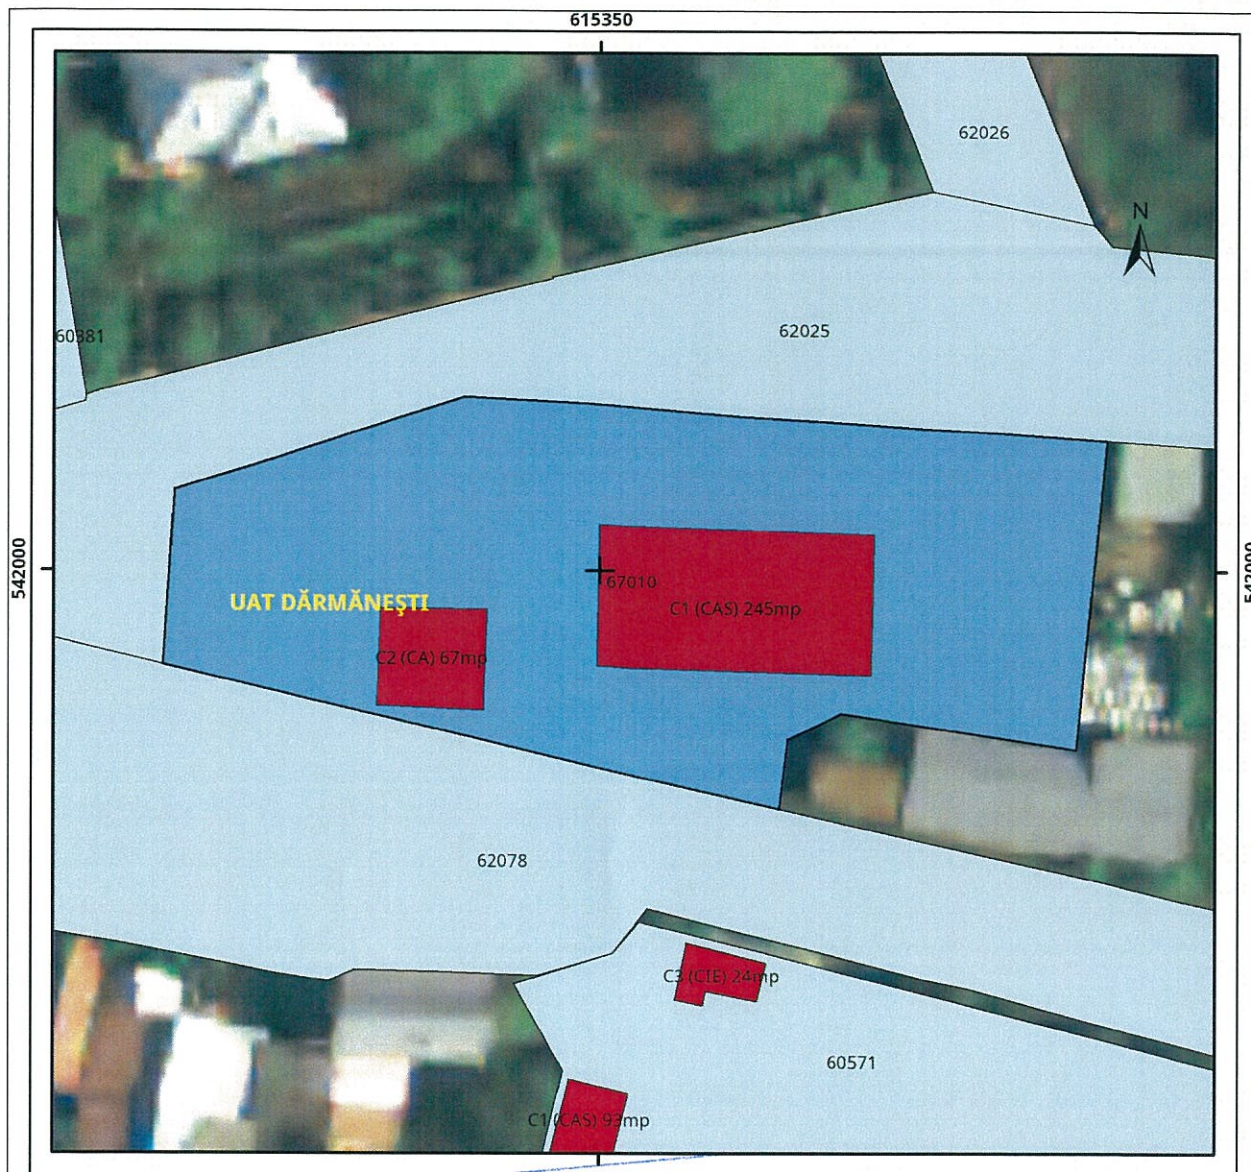 615350
62026
N
62025
60381
542000
542000
67010
UAT DĂRMĂNEŞTI
C1 (CAS) 245mp
C2 (CA) 67mp
62078
C3 (CIE) 24mp
60571
C1 (CAS) 93mp